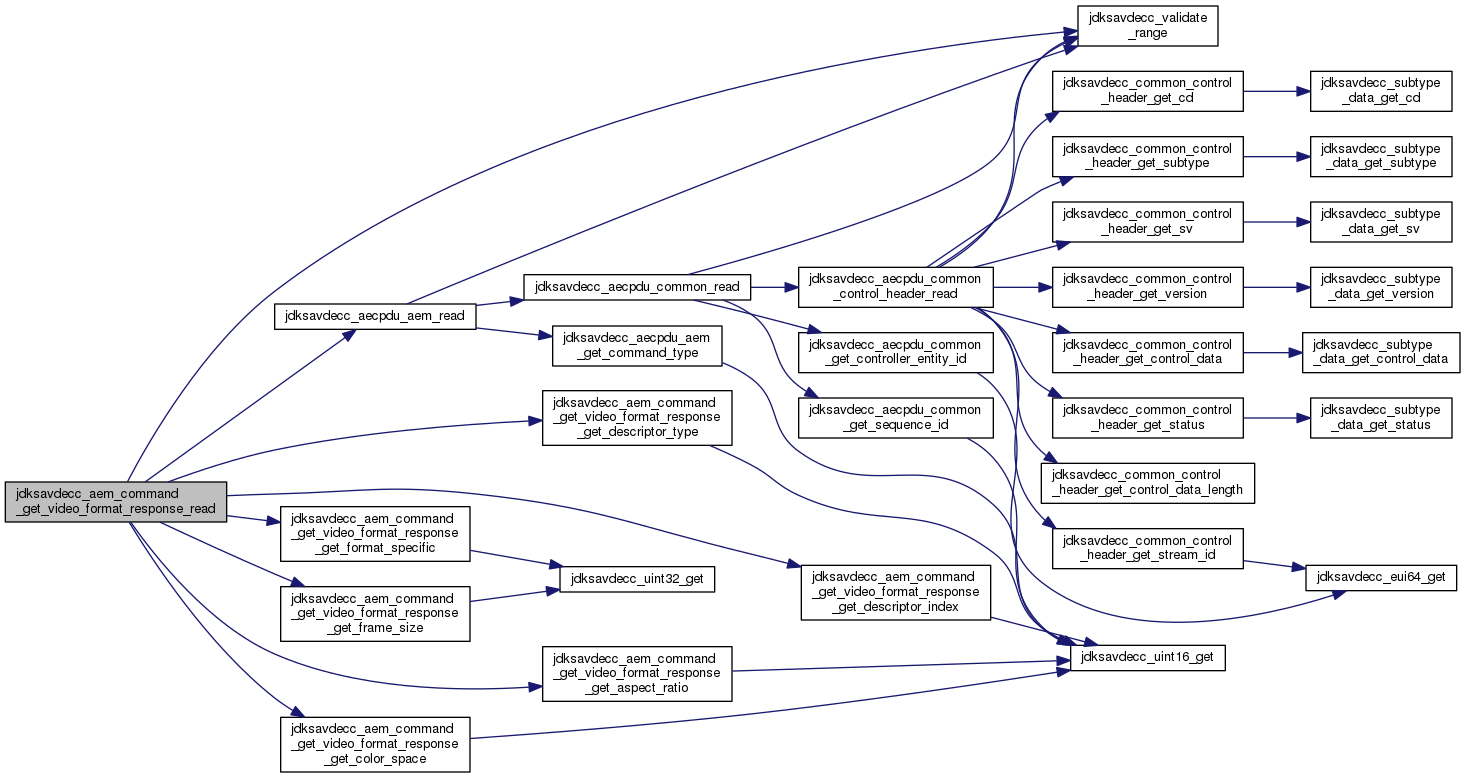 jdksavdecc_aem_command
_get_video_format_response_read
jdksavdecc_validate
_range
jdksavdecc_aecpdu_aem_read
jdksavdecc_aecpdu_common_read
jdksavdecc_aecpdu_common
_control_header_read
jdksavdecc_common_control
_header_get_cd
jdksavdecc_subtype
_data_get_cd
jdksavdecc_common_control
_header_get_subtype
jdksavdecc_subtype
_data_get_subtype
jdksavdecc_common_control
_header_get_sv
jdksavdecc_subtype
_data_get_sv
jdksavdecc_common_control
_header_get_version
jdksavdecc_subtype
_data_get_version
jdksavdecc_common_control
_header_get_control_data
jdksavdecc_subtype
_data_get_control_data
jdksavdecc_common_control
_header_get_status
jdksavdecc_subtype
_data_get_status
jdksavdecc_common_control
_header_get_control_data_length
jdksavdecc_common_control
_header_get_stream_id
jdksavdecc_eui64_get
jdksavdecc_aecpdu_common
_get_controller_entity_id
jdksavdecc_aecpdu_common
_get_sequence_id
jdksavdecc_aecpdu_aem
_get_command_type
jdksavdecc_aem_command
_get_video_format_response
_get_descriptor_type
jdksavdecc_aem_command
_get_video_format_response
_get_format_specific
jdksavdecc_uint32_get
jdksavdecc_aem_command
_get_video_format_response
_get_frame_size
jdksavdecc_aem_command
_get_video_format_response
_get_descriptor_index
jdksavdecc_uint16_get
jdksavdecc_aem_command
_get_video_format_response
_get_aspect_ratio
jdksavdecc_aem_command
_get_video_format_response
_get_color_space